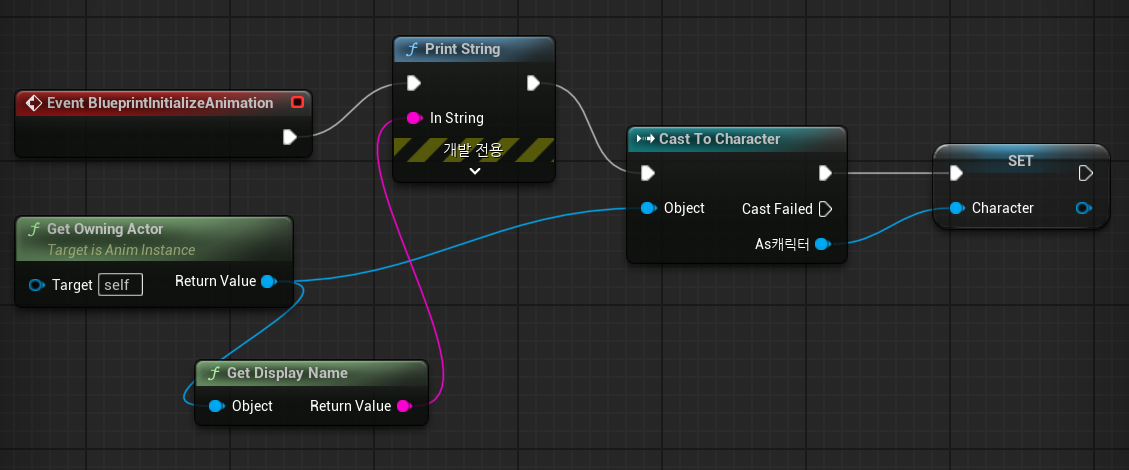 Print String
In String
개발 전용
Event BlueprintInitializeAnimation
Cast To Character
Object
Cast Failed
As캐릭터
SET
Character
Get Owning Actor
Target is Anim Instance
Target self
Return Value
Get Display Name
Object
Return Value